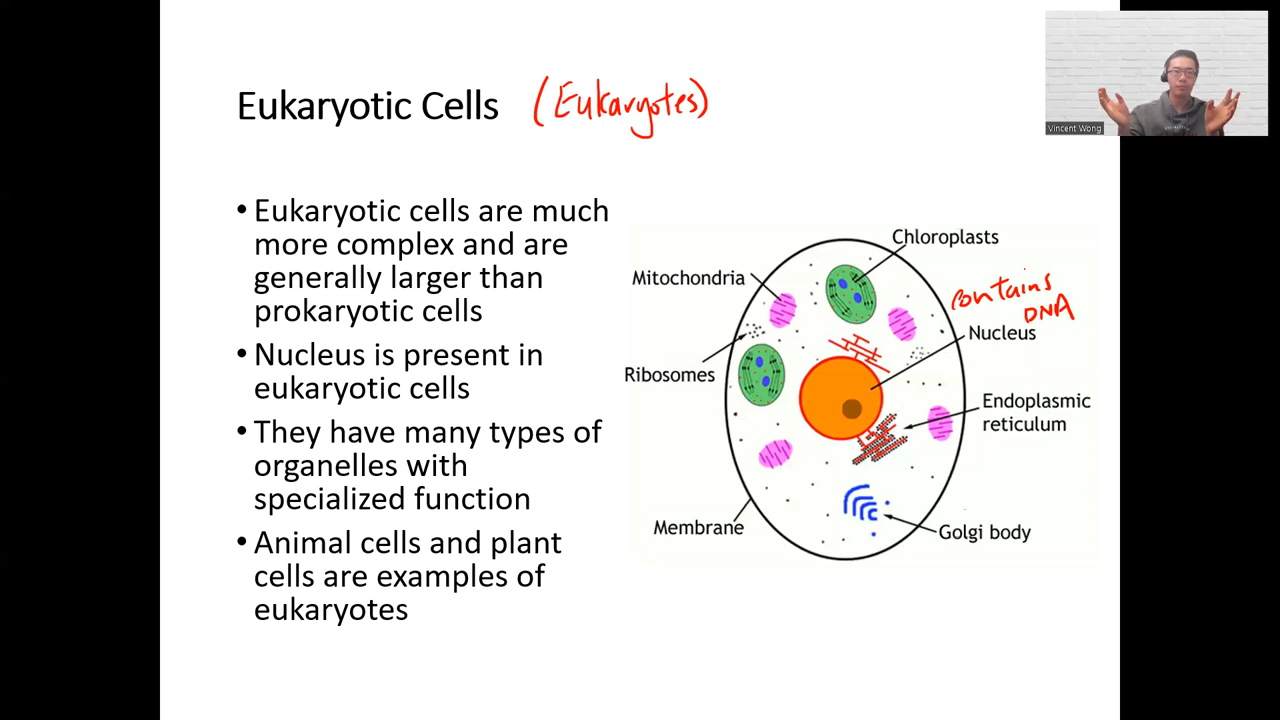 Eukaryotic Cells (Eukaryotes)
Vincent Wong
• Eukaryotic cells are much
more complex and are
generally larger than
prokaryotic cells
• Nucleus is present in
eukaryotic cells
• They have many types of
organelles with
specialized function
• Animal cells and plant
cells are examples of
eukaryotes
Chloroplasts
Mitochondria
contains
DNA
Nucleus
Ribosomes
Endoplasmic
reticulum
Membrane
Golgi body